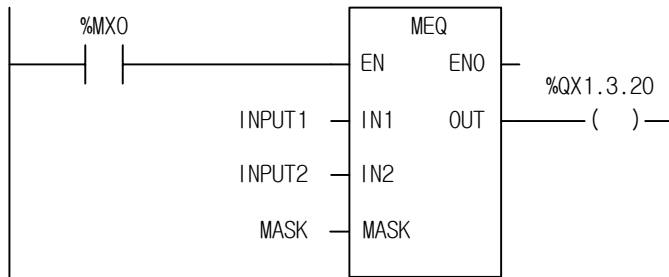 %MX0 MEQ
EN ENO
%QX1.3.20
INPUT1 IN1 OUT ( )
INPUT2 IN2
MASK MASK